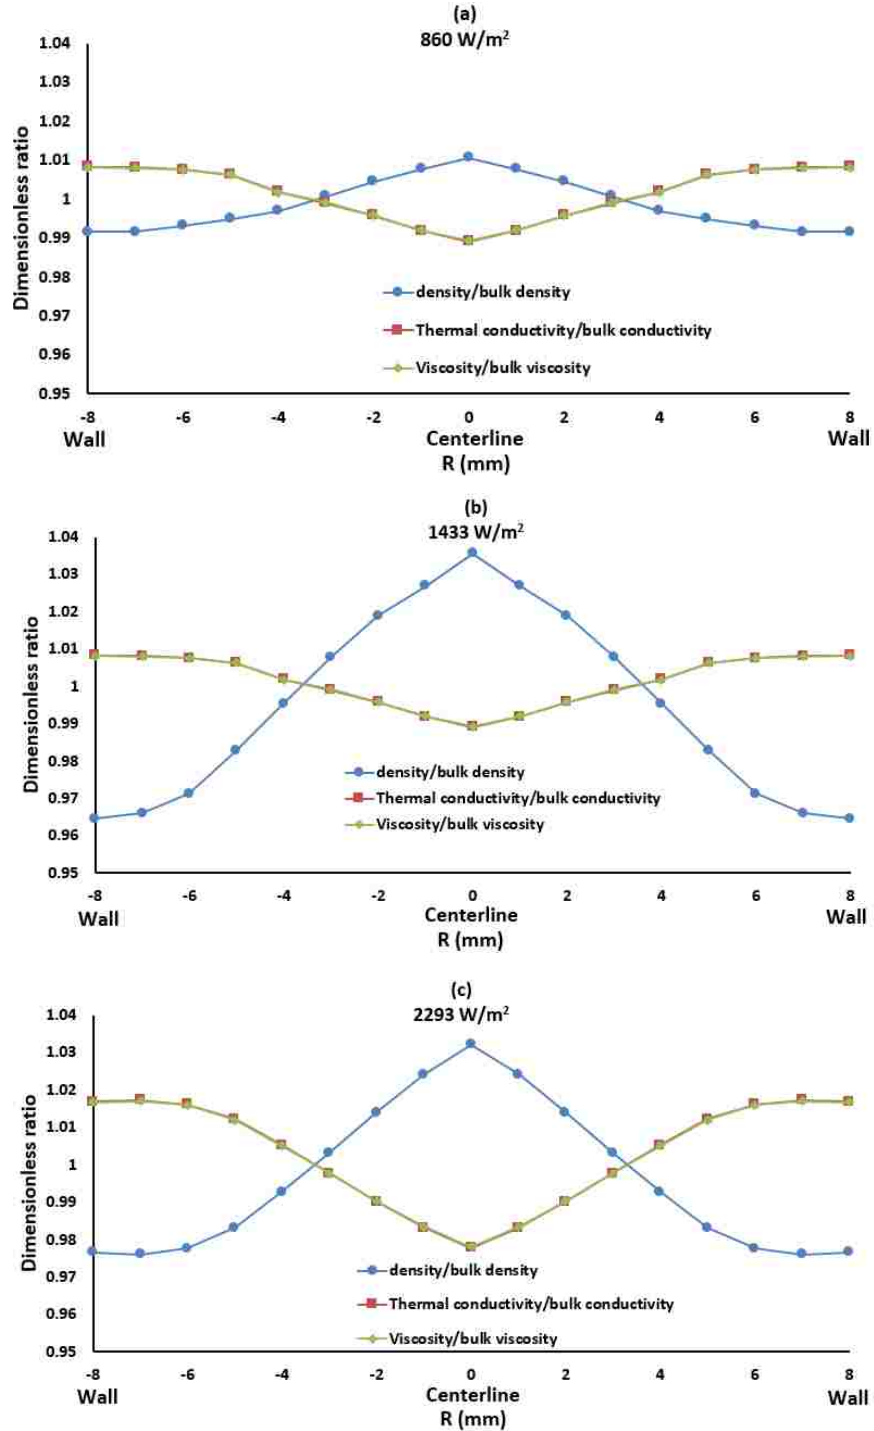 (a)
860 W/m²
1.04
1.03
1.02
1.01
1
0.99
0.98
0.97
0.96
0.95
Dimensionless ratio
density/bulk density
Thermal conductivity/bulk conductivity
Viscosity/bulk viscosity
-8 -6 -4 -2 0 2 4 6 8
Wall Centerline Wall
R (mm)
(b)
1433 W/m²
1.04
1.03
1.02
1.01
1
0.99
0.98
0.97
0.96
0.95
Dimensionless ratio
density/bulk density
Thermal conductivity/bulk conductivity
Viscosity/bulk viscosity
-8 -6 -4 -2 0 2 4 6 8
Wall Centerline Wall
R (mm)
(c)
2293 W/m²
1.04
1.03
1.02
1.01
1
0.99
0.98
0.97
0.96
0.95
Dimensionless ratio
density/bulk density
Thermal conductivity/bulk conductivity
Viscosity/bulk viscosity
-8 -6 -4 -2 0 2 4 6 8
Wall Centerline Wall
R (mm)